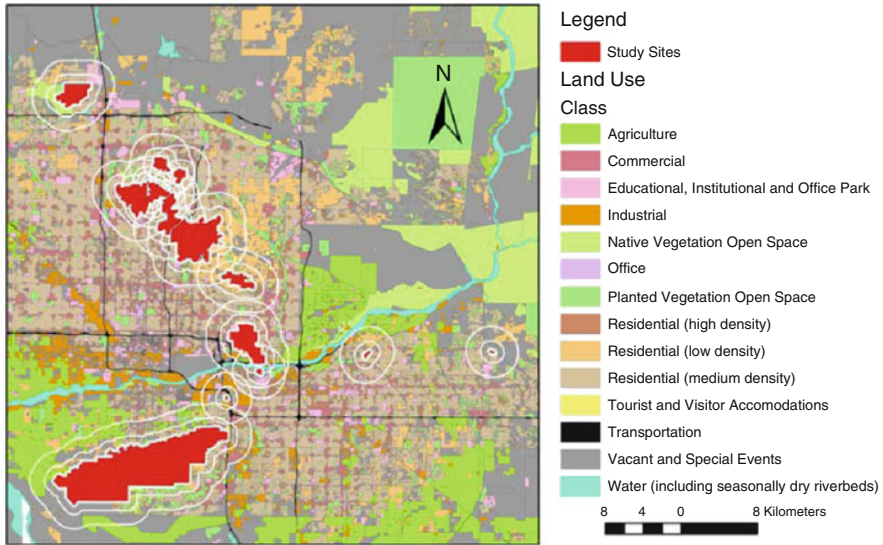 N
Legend
Study Sites
Land Use
Class
Agriculture
Commercial
Educational, Institutional and Office Park
Industrial
Native Vegetation Open Space
Office
Planted Vegetation Open Space
Residential (high density)
Residential (low density)
Residential (medium density)
Tourist and Visitor Accomodations
Transportation
Vacant and Special Events
Water (including seasonally dry riverbeds)
8 4 0 8 Kilometers